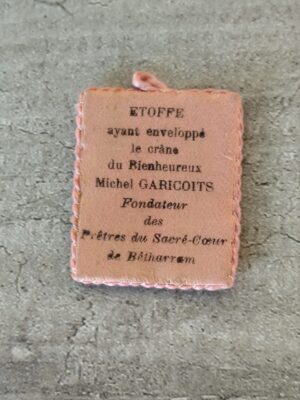 ETOFFE
ayant enveloppé
le crâne
du Bienheureux
Michel GARICOITS
Fondateur
des
Prêtres du Sacré-Cœur
de Bétharram